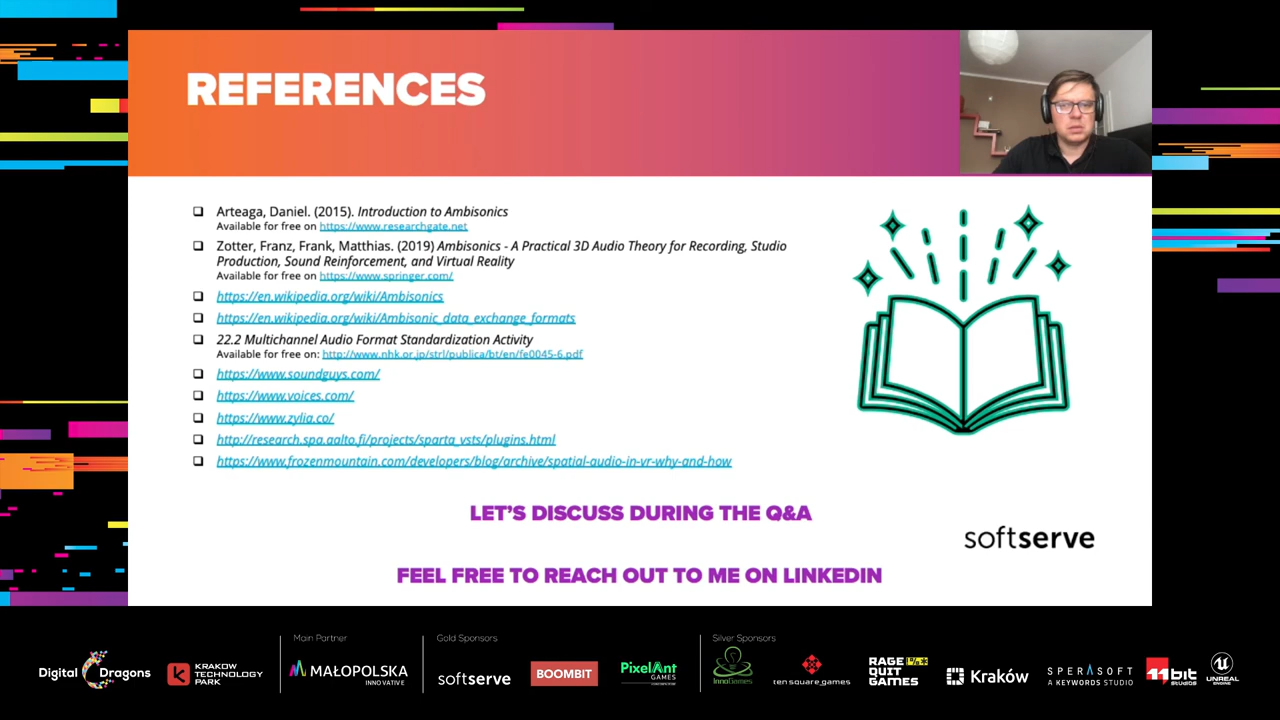 REFERENCES
Arteaga, Daniel. (2015). Introduction to Ambisonics
Available for free on https://www.researchgate.net
Zotter, Franz, Frank, Matthias. (2019) Ambisonics - A Practical 3D Audio Theory for Recording, Studio
Production, Sound Reinforcement, and Virtual Reality
Available for free on https://www.springer.com/
https://en.wikipedia.org/wiki/Ambisonics
https://en.wikipedia.org/wiki/Ambisonic_data_exchange_formats
22.2 Multichannel Audio Format Standardization Activity
Available for free on: http://www.nhk.or.jp/strl/publica/bt/en/fe0045-6.pdf
https://www.soundguys.com/
https://www.voices.com/
https://www.zylia.co/
http://research.spa.aalto.fi/projects/sparta_vsts/plugins.html
https://www.frozenmountain.com/developers/blog/archive/spatial-audio-in-vr-why-and-how
LET'S DISCUSS DURING THE Q&A
softserve
FEEL FREE TO REACH OUT TO ME ON LINKEDIN
Main Partner
Gold Sponsors
Silver Sponsors
Digital Dragons
KRAKOW
TECHNOLOGY
PARK
MAŁOPOLSKA
INNOVATIVE
softserve
BOOMBIT
PixelAnt
GAMES
InnoGames
ten square games
RAGE
QUIT
GAMES
Kraków
SPERASOFT
A KEYWORDS STUDIO
11 bit
STUDIOS
UNREAL
ENGINE